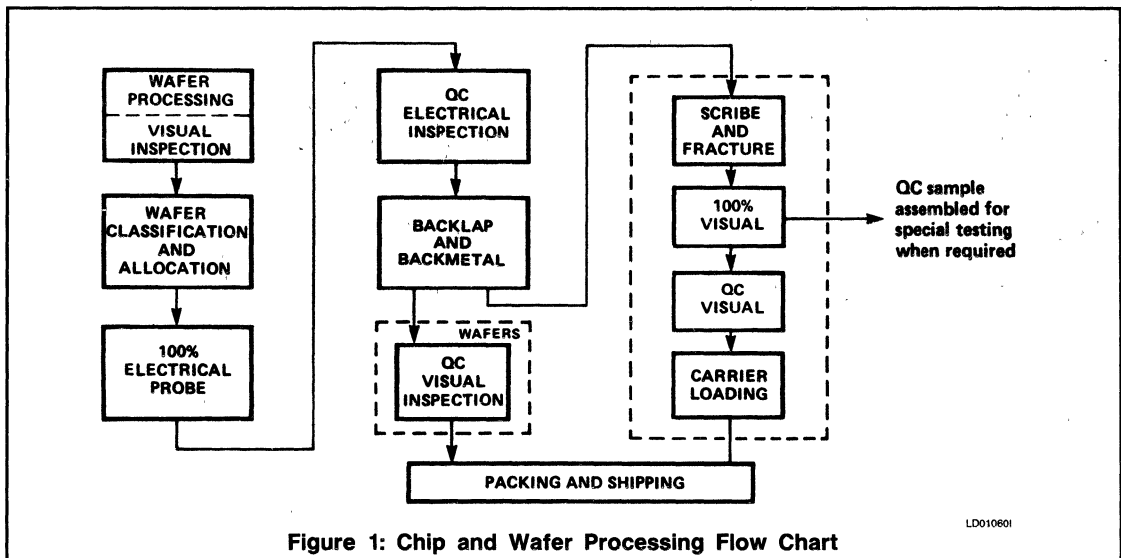 WAFER
PROCESSING
VISUAL
INSPECTION
WAFER
CLASSIFICATION
AND
ALLOCATION
100%
ELECTRICAL
PROBE
QC
ELECTRICAL
INSPECTION
BACKLAP
AND
BACKMETAL
WAFERS
QC
VISUAL
INSPECTION
SCRIBE
AND
FRACTURE
100%
VISUAL
QC
VISUAL
CARRIER
LOADING
QC sample
assembled for
special testing
when required
PACKING AND SHIPPING
LD01060I
Figure 1: Chip and Wafer Processing Flow Chart